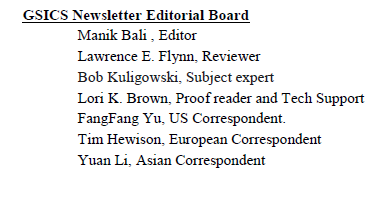 GSICS Newsletter Editorial Board
Manik Bali , Editor
Lawrence E. Flynn, Reviewer
Bob Kuligowski, Subject expert
Lori K. Brown, Proof reader and Tech Support
FangFang Yu, US Correspondent.
Tim Hewison, European Correspondent
Yuan Li, Asian Correspondent